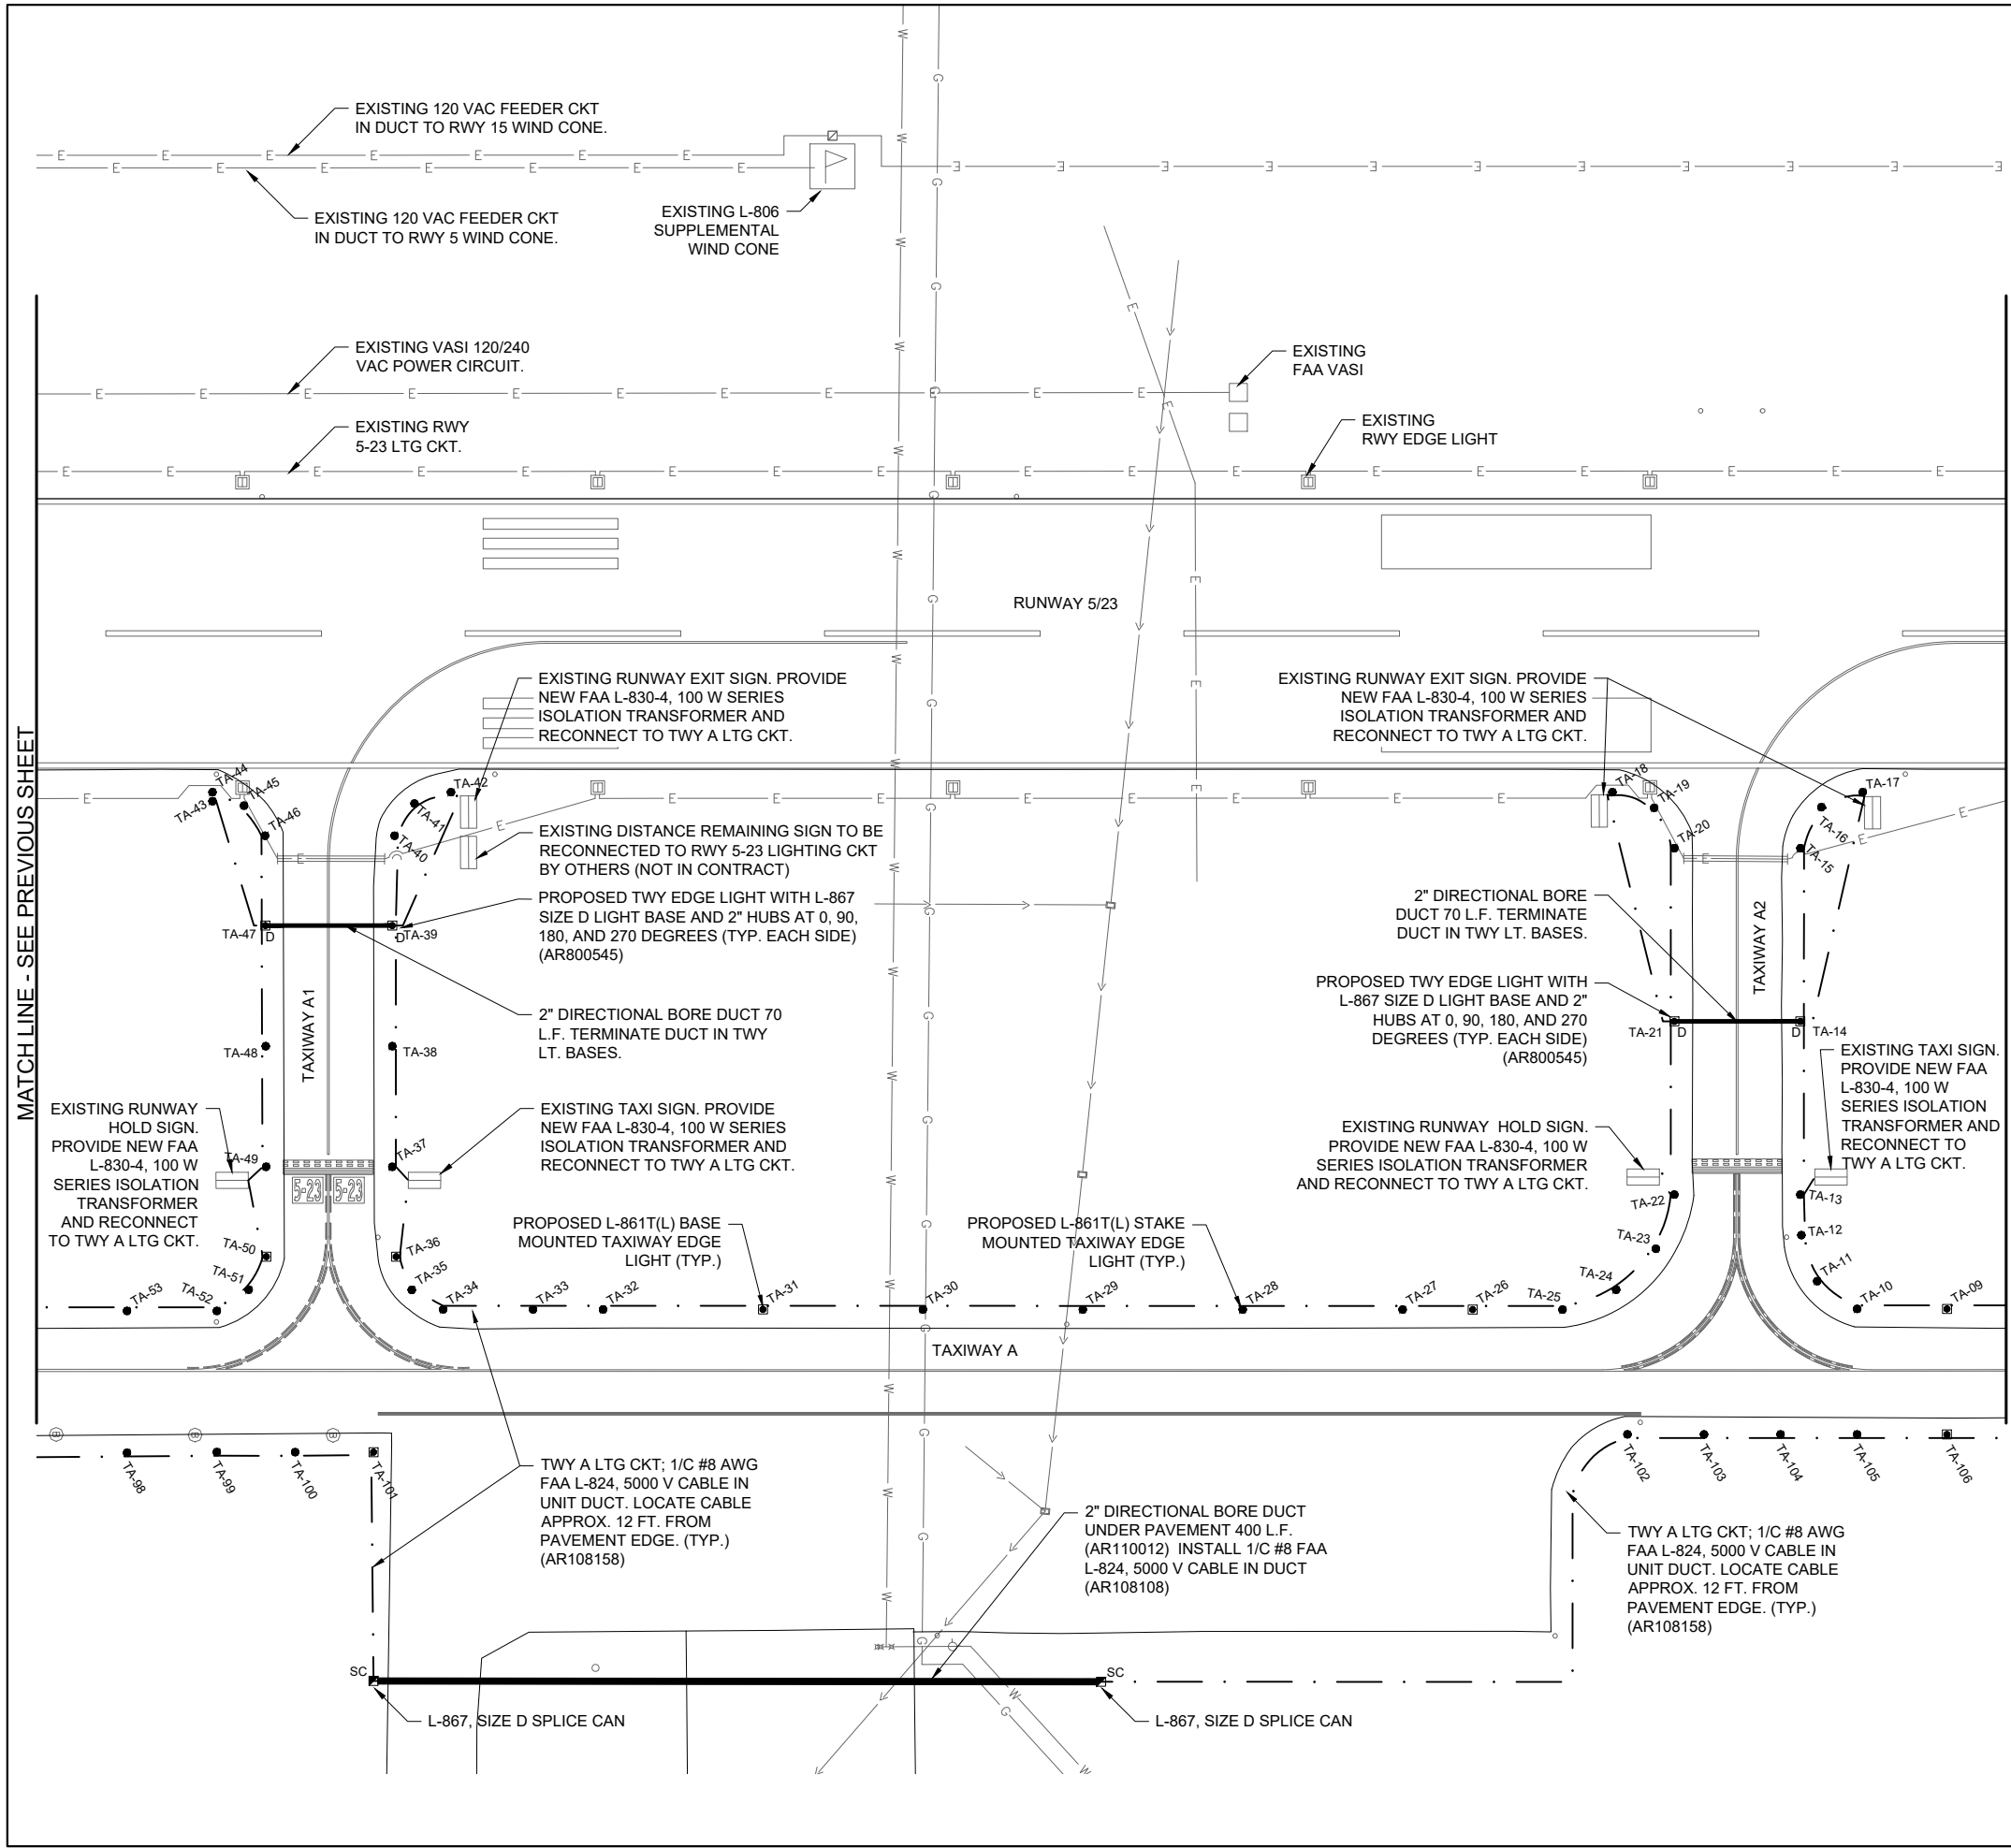 EXISTING 120 VAC FEEDER CKT
IN DUCT TO RWY 15 WIND CONE.
EXISTING 120 VAC FEEDER CKT
IN DUCT TO RWY 5 WIND CONE.
EXISTING L-806
SUPPLEMENTAL
WIND CONE
EXISTING VASI 120/240
VAC POWER CIRCUIT.
EXISTING
FAA VASI
EXISTING RWY
5-23 LTG CKT.
EXISTING
RWY EDGE LIGHT
RUNWAY 5/23
MATCH LINE - SEE PREVIOUS SHEET
EXISTING RUNWAY EXIT SIGN. PROVIDE
NEW FAA L-830-4, 100 W SERIES
ISOLATION TRANSFORMER AND
RECONNECT TO TWY A LTG CKT.
EXISTING RUNWAY EXIT SIGN. PROVIDE
NEW FAA L-830-4, 100 W SERIES
ISOLATION TRANSFORMER AND
RECONNECT TO TWY A LTG CKT.
TA-44
TA-43
TA-45
TA-46
TA-42
TA-41
TA-40
TA-18
TA-19
TA-20
TA-17
TA-16
TA-15
EXISTING DISTANCE REMAINING SIGN TO BE
RECONNECTED TO RWY 5-23 LIGHTING CKT
BY OTHERS (NOT IN CONTRACT)
PROPOSED TWY EDGE LIGHT WITH L-867
SIZE D LIGHT BASE AND 2" HUBS AT 0, 90,
180, AND 270 DEGREES (TYP. EACH SIDE)
(AR800545)
2" DIRECTIONAL BORE
DUCT 70 L.F. TERMINATE
DUCT IN TWY LT. BASES.
TA-47
D
D
TA-39
TAXIWAY A1
TAXIWAY A2
2" DIRECTIONAL BORE DUCT 70
L.F. TERMINATE DUCT IN TWY
LT. BASES.
PROPOSED TWY EDGE LIGHT WITH
L-867 SIZE D LIGHT BASE AND 2"
HUBS AT 0, 90, 180, AND 270
DEGREES (TYP. EACH SIDE)
(AR800545)
TA-21
D
D
TA-14
TA-48
TA-38
EXISTING TAXI SIGN.
PROVIDE NEW FAA
L-830-4, 100 W
SERIES ISOLATION
TRANSFORMER AND
RECONNECT TO
TWY A LTG CKT.
EXISTING RUNWAY
HOLD SIGN.
PROVIDE NEW FAA
L-830-4, 100 W
SERIES ISOLATION
TRANSFORMER
AND RECONNECT
TO TWY A LTG CKT.
EXISTING TAXI SIGN. PROVIDE
NEW FAA L-830-4, 100 W SERIES
ISOLATION TRANSFORMER AND
RECONNECT TO TWY A LTG CKT.
EXISTING RUNWAY HOLD SIGN.
PROVIDE NEW FAA L-830-4, 100 W
SERIES ISOLATION TRANSFORMER
AND RECONNECT TO TWY A LTG CKT.
TA-49
TA-37
5-23
5-23
TA-22
TA-13
TA-50
TA-36
TA-23
TA-12
PROPOSED L-861T(L) BASE
MOUNTED TAXIWAY EDGE
LIGHT (TYP.)
PROPOSED L-861T(L) STAKE
MOUNTED TAXIWAY EDGE
LIGHT (TYP.)
TA-53
TA-52
TA-51
TA-35
TA-34
TA-33
TA-32
TA-31
TA-30
TA-29
TA-28
TA-27
TA-26
TA-25
TA-24
TA-11
TA-10
TA-09
TAXIWAY A
TA-98
TA-99
TA-100
TA-101
TA-102
TA-103
TA-104
TA-105
TA-106
TWY A LTG CKT; 1/C #8 AWG
FAA L-824, 5000 V CABLE IN
UNIT DUCT. LOCATE CABLE
APPROX. 12 FT. FROM
PAVEMENT EDGE. (TYP.)
(AR108158)
2" DIRECTIONAL BORE DUCT
UNDER PAVEMENT 400 L.F.
(AR110012) INSTALL 1/C #8 FAA
L-824, 5000 V CABLE IN DUCT
(AR108108)
TWY A LTG CKT; 1/C #8 AWG
FAA L-824, 5000 V CABLE IN
UNIT DUCT. LOCATE CABLE
APPROX. 12 FT. FROM
PAVEMENT EDGE. (TYP.)
(AR108158)
SC
SC
L-867, SIZE D SPLICE CAN
L-867, SIZE D SPLICE CAN